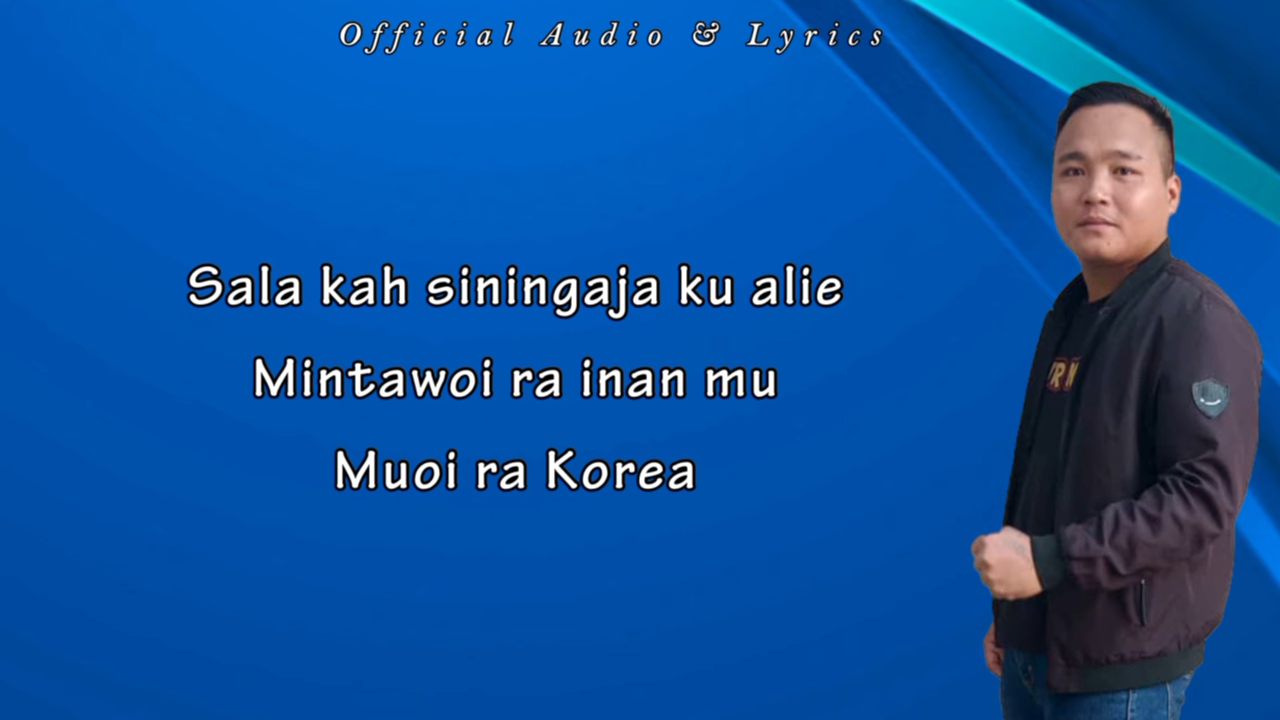 Official Audio & Lyrics
Sala kah siningaja ku alie
Mintawoi ra inan mu
Muoi ra Korea